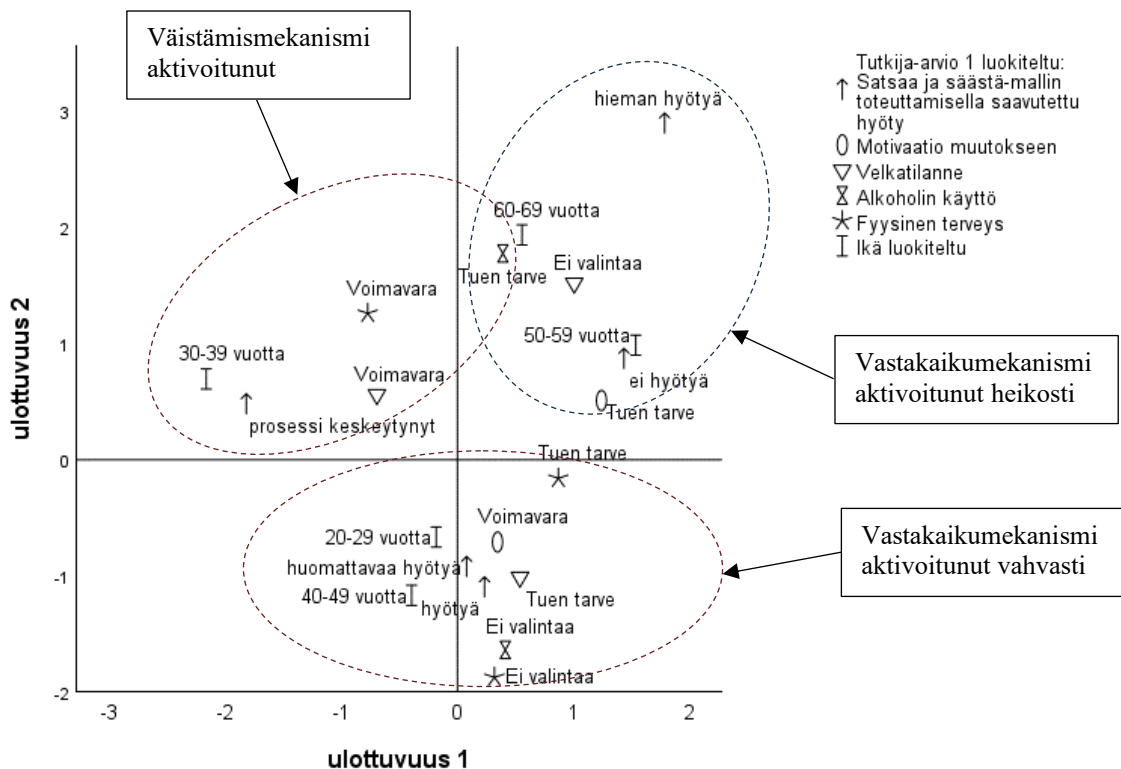 Väistämismekanismi
aktivoitunut
Tutkija-arvio 1 luokiteltu:
Satsaa ja säästä-mallin
toteuttamisella saavutettu
hyöty
Motivaatio muutokseen
Velkatilanne
Alkoholin käyttö
Fyysinen terveys
Ikä luokiteltu
ulottuvuus 2
3
2
1
0
-1
-2
hieman hyötyä
60-69 vuotta
Tuen tarve
Ei valintaa
Voimavara
50-59 vuotta
30-39 vuotta
Voimavara
ei hyötyä
Tuen tarve
prosessi keskeytynyt
Tuen tarve
Voimavara
20-29 vuotta
huomattavaa hyötyä
40-49 vuotta
hyötyä
Tuen tarve
Ei valintaa
Ei valintaa
Vastakaikumekanismi
aktivoitunut heikosti
Vastakaikumekanismi
aktivoitunut vahvasti
-3
-2
-1
0
1
2
ulottuvuus 1